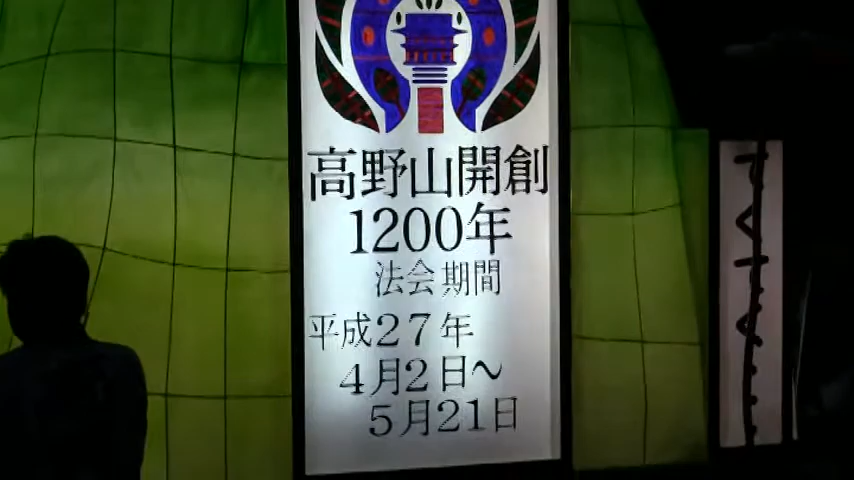 高野山開創
1200年
法会期間
平成27年
4月2日～
5月21日